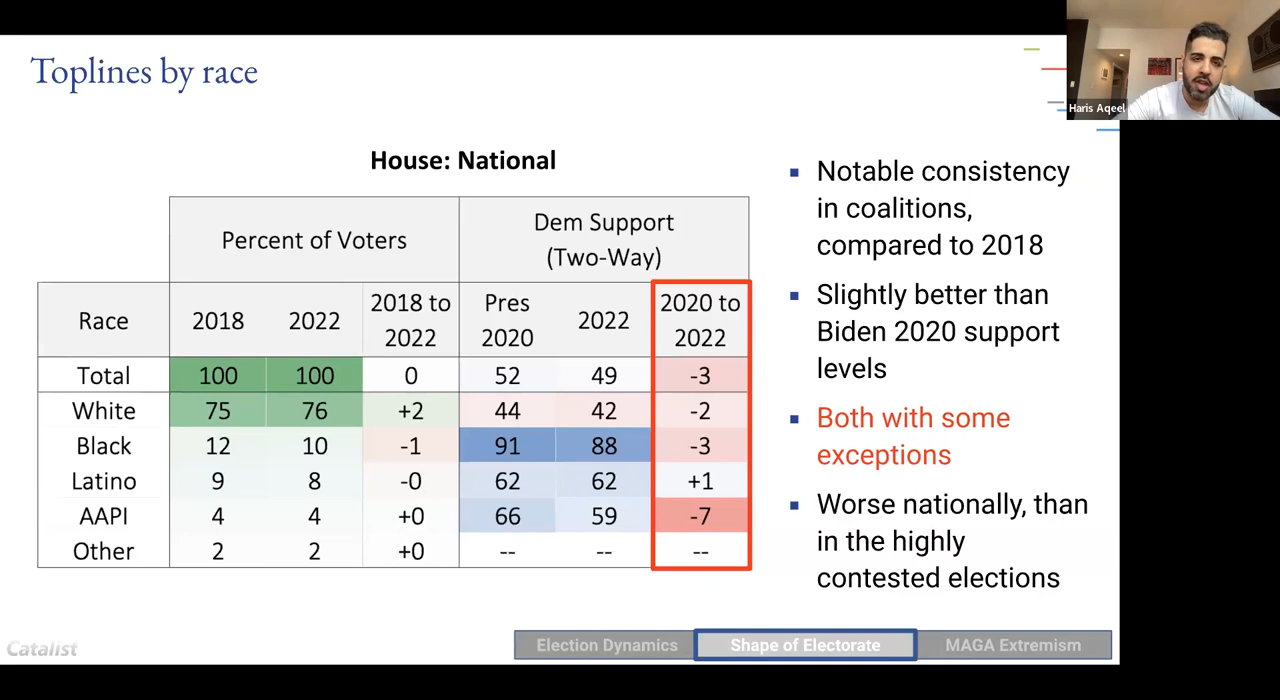 Toplines by race
Haris Aqeel
House: National
Percent of Voters
Dem Support
(Two-Way)
Race
2018
2022
2018 to
2022
Pres
2020
2022
2020 to
2022
Total 100 100 0 52 49 -3
White 75 76 +2 44 42 -2
Black 12 10 -1 91 88 -3
Latino 9 8 -0 62 62 +1
AAPI 4 4 +0 66 59 -7
Other 2 2 +0 -- -- --
▪ Notable consistency
in coalitions,
compared to 2018
▪ Slightly better than
Biden 2020 support
levels
▪ Both with some
exceptions
▪ Worse nationally, than
in the highly
contested elections
Catalist
Election Dynamics
Shape of Electorate
MAGA Extremism